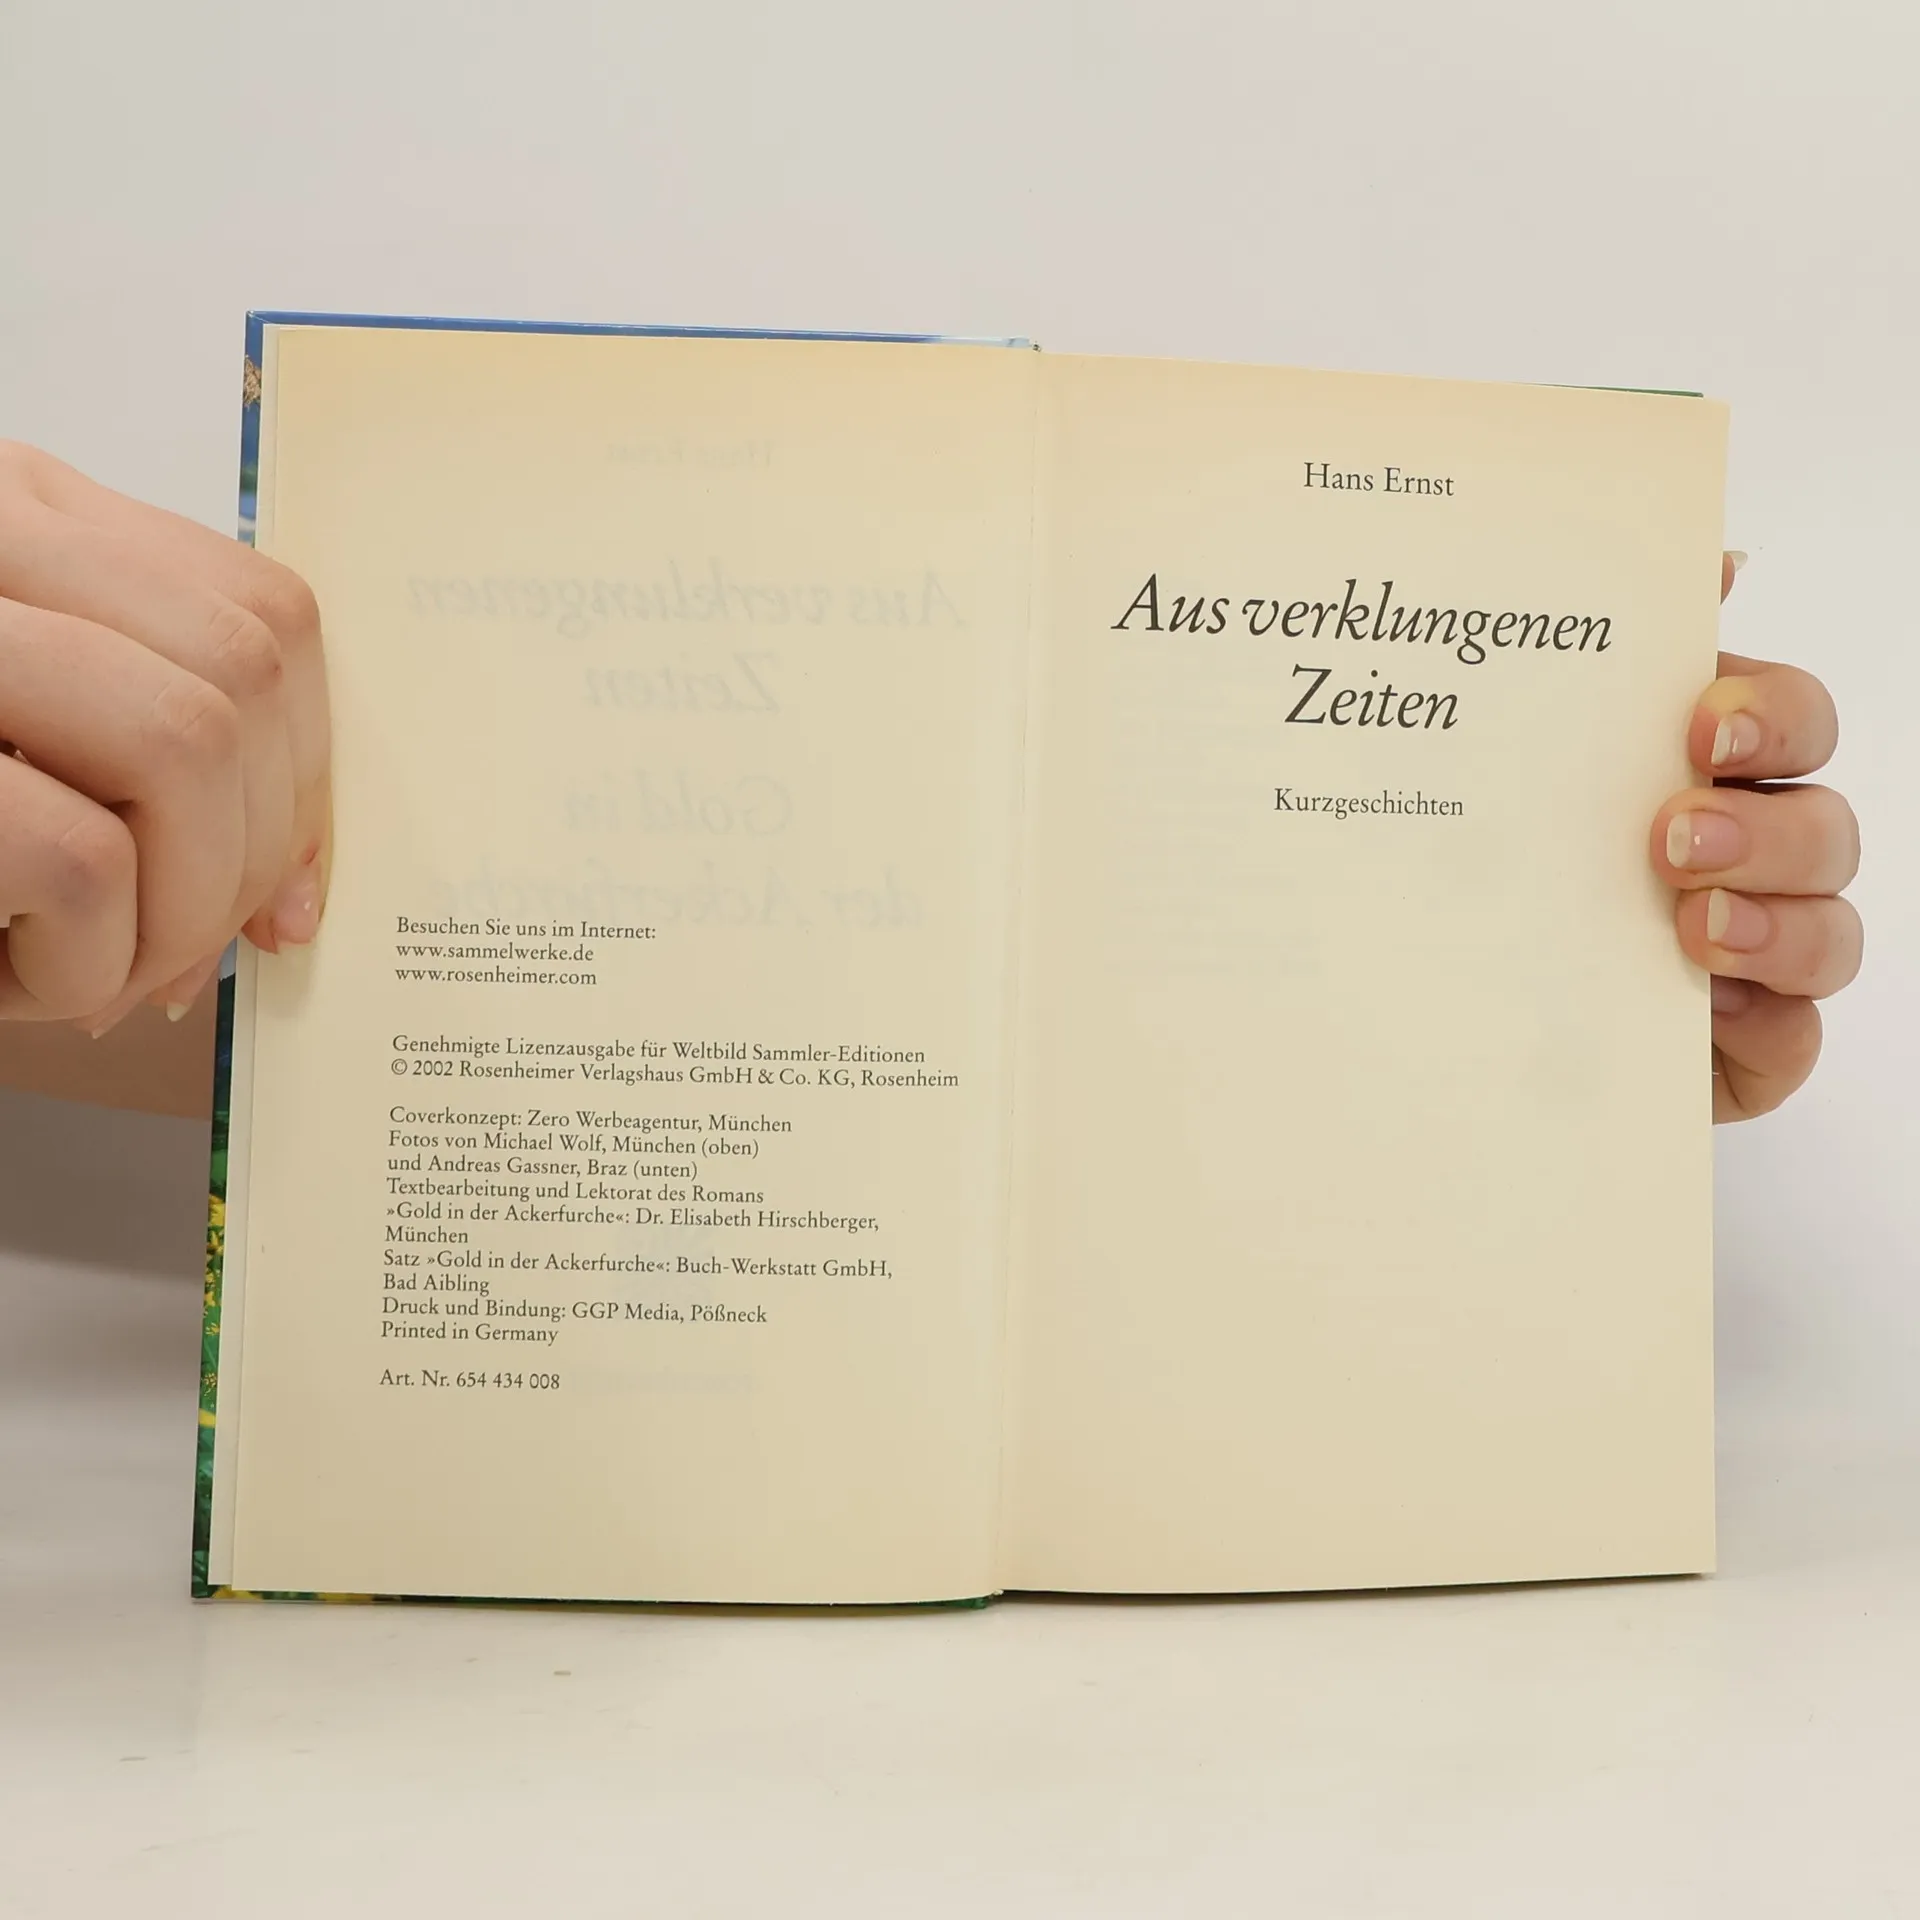 Besuchen Sie uns im Internet:
www.sammelwerke.de
www.rosenheimer.com
Genehmigte Lizenzausgabe für Weltbild Sammler-Editionen
© 2002 Rosenheimer Verlagshaus GmbH & Co. KG, Rosenheim
Coverkonzept: Zero Werbeagentur, München
Fotos von Michael Wolf, München (oben)
und Andreas Gassner, Braz (unten)
Textbearbeitung und Lektorat des Romans
»Gold in der Ackerfurche«: Dr. Elisabeth Hirschberger,
München
Satz »Gold in der Ackerfurche«: Buch-Werkstatt GmbH,
Bad Aibling
Druck und Bindung: GGP Media, Pößneck
Printed in Germany
Art. Nr. 654 434 008
Hans Ernst
Aus verklungenen
Zeiten
Kurzgeschichten